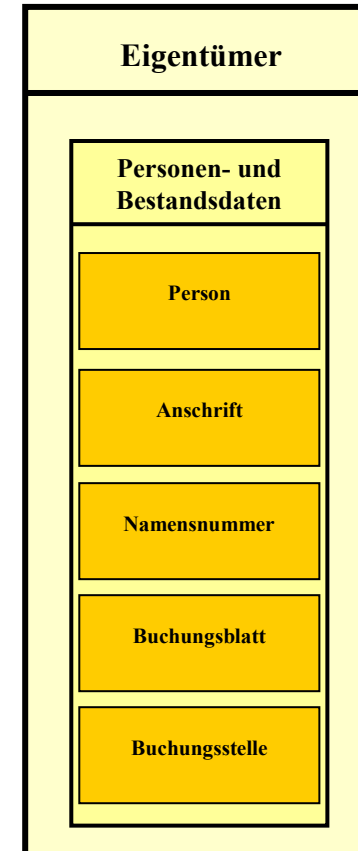 Eigentümer
Personen- und
Bestandsdaten
Person
Anschrift
Namensnummer
Buchungsblatt
Buchungsstelle